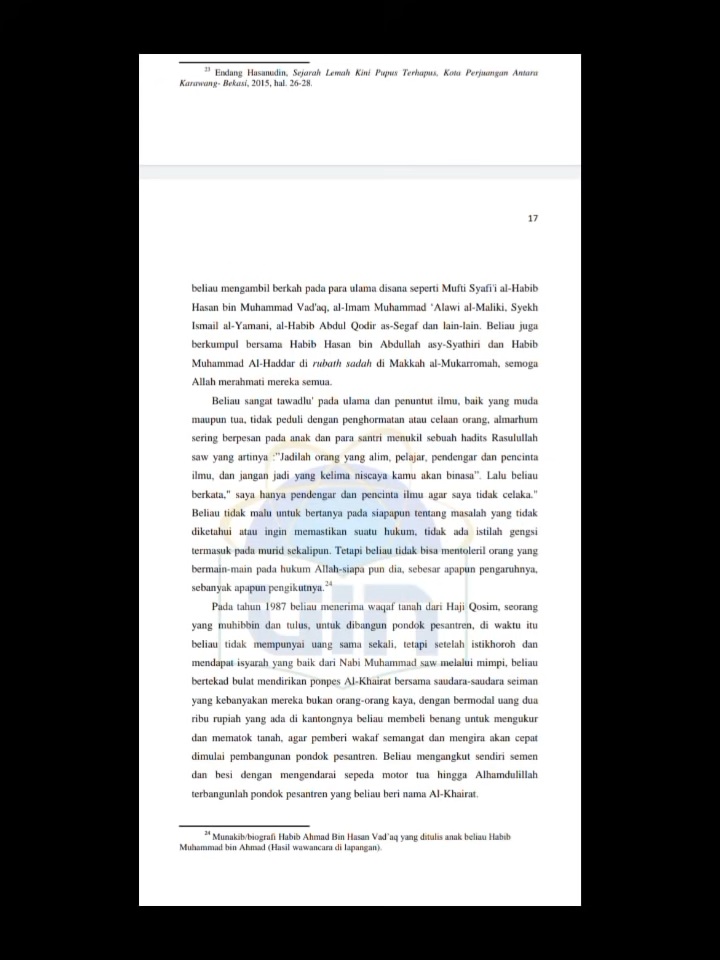 23 Endang Hasanudin, Sejarah Lemah Kini Pupus Terhapus, Kota Perjuangan Antara
Karawang- Bekasi, 2015, hal. 26-28.
17
beliau mengambil berkah pada para ulama disana seperti Mufti Syafi'i al-Habib
Hasan bin Muhammad Vad'aq, al-Imam Muhammad ‘Alawi al-Maliki, Syekh
Ismail al-Yamani, al-Habib Abdul Qodir as-Segaf dan lain-lain. Beliau juga
berkumpul bersama Habib Hasan bin Abdullah asy-Syathiri dan Habib
Muhammad Al-Haddar di rubath sadah di Makkah al-Mukarromah, semoga
Allah merahmati mereka semua.
Beliau sangat tawadlu' pada ulama dan penuntut ilmu, baik yang muda
maupun tua, tidak peduli dengan penghormatan atau celaan orang, almarhum
sering berpesan pada anak dan para santri menukil sebuah hadits Rasulullah
saw yang artinya :"Jadilah orang yang alim, pelajar, pendengar dan pencinta
ilmu, dan jangan jadi yang kelima niscaya kamu akan binasa". Lalu beliau
berkata," saya hanya pendengar dan pencinta ilmu agar saya tidak celaka."
Beliau tidak malu untuk bertanya pada siapapun tentang masalah yang tidak
diketahui atau ingin memastikan suatu hukum, tidak ada istilah gengsi
termasuk pada murid sekalipun. Tetapi beliau tidak bisa mentoleril orang yang
bermain-main pada hukum Allah-siapa pun dia, sebesar apapun pengaruhnya,
sebanyak apapun pengikutnya.24
Pada tahun 1987 beliau menerima waqaf tanah dari Haji Qosim, seorang
yang muhibbin dan tulus, untuk dibangun pondok pesantren, di waktu itu
beliau tidak mempunyai uang sama sekali, tetapi setelah istikhoroh dan
mendapat isyarah yang baik dari Nabi Muhammad saw melalui mimpi, beliau
bertekad bulat mendirikan ponpes Al-Khairat bersama saudara-saudara seiman
yang kebanyakan mereka bukan orang-orang kaya, dengan bermodal uang dua
ribu rupiah yang ada di kantongnya beliau membeli benang untuk mengukur
dan mematok tanah, agar pemberi wakaf semangat dan mengira akan cepat
dimulai pembangunan pondok pesantren. Beliau mengangkut sendiri semen
dan besi dengan mengendarai sepeda motor tua hingga Alhamdulillah
terbangunlah pondok pesantren yang beliau beri nama Al-Khairat.
24 Munakib/biografi Habib Ahmad Bin Hasan Vad’aq yang ditulis anak beliau Habib
Muhammad bin Ahmad (Hasil wawancara di lapangan).
uin